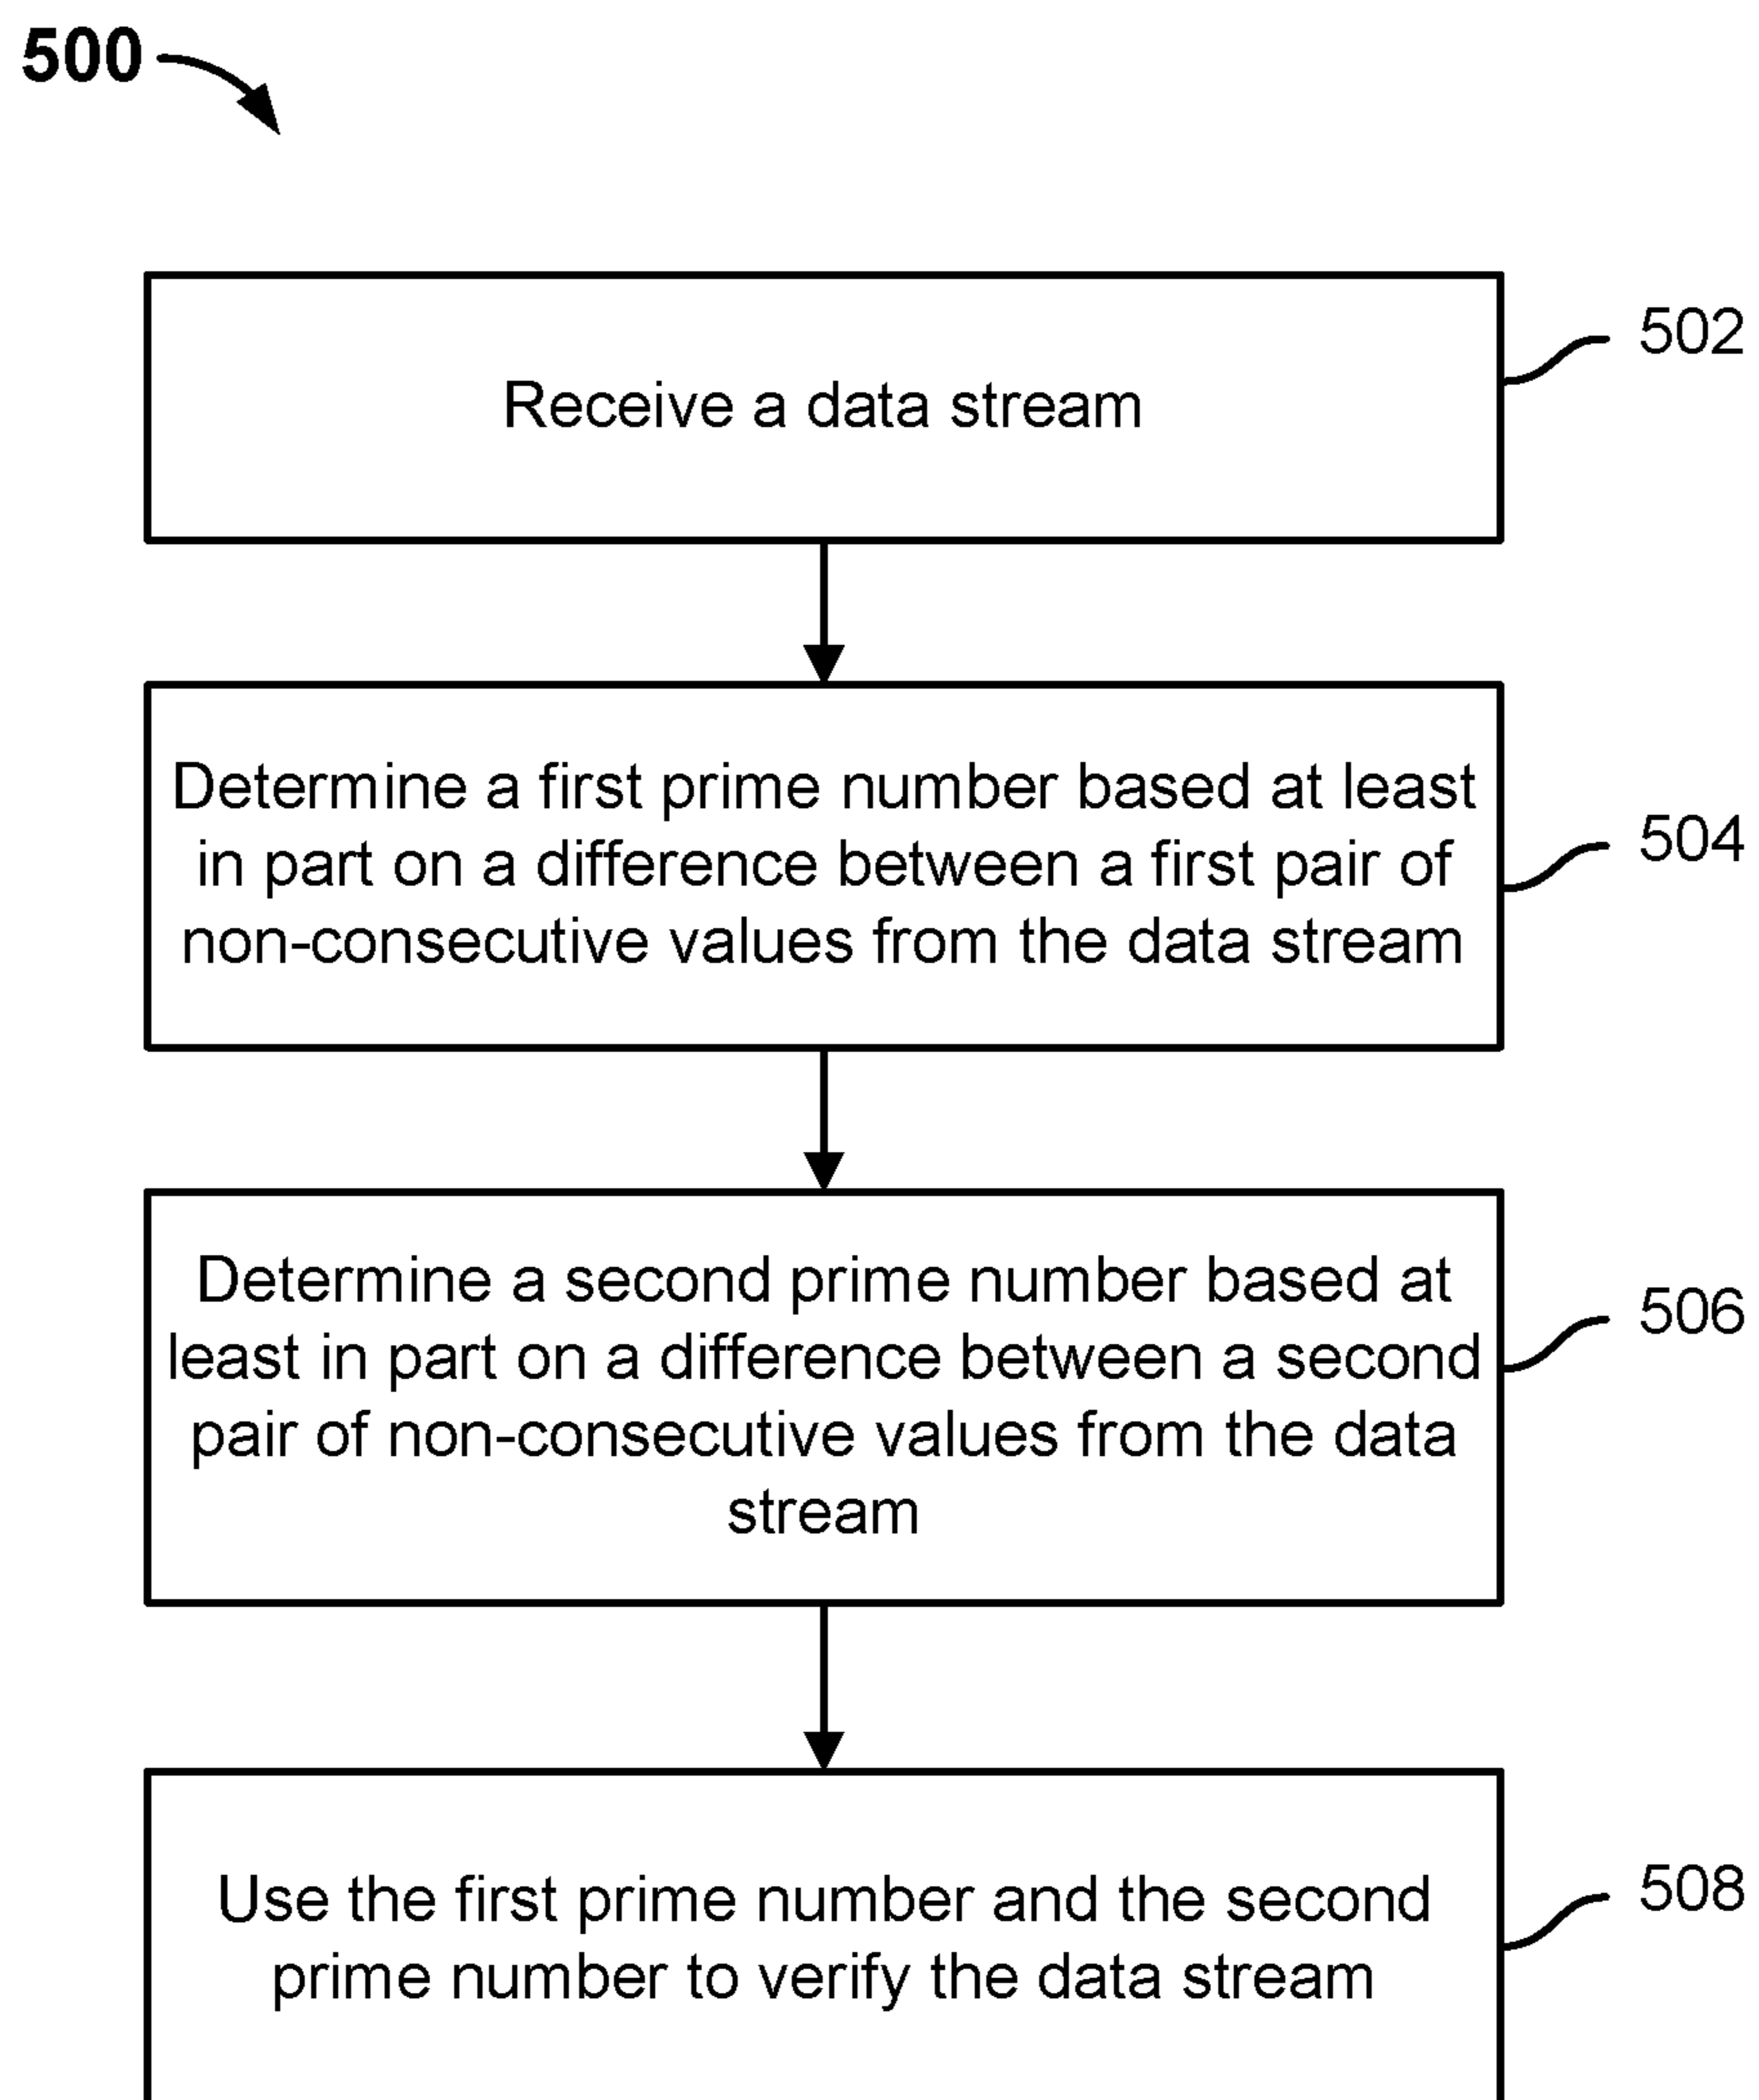 500
Receive a data stream
502
Determine a first prime number based at least
in part on a difference between a first pair of
non-consecutive values from the data stream
504
Determine a second prime number based at
least in part on a difference between a second
pair of non-consecutive values from the data
stream
506
Use the first prime number and the second
prime number to verify the data stream
508